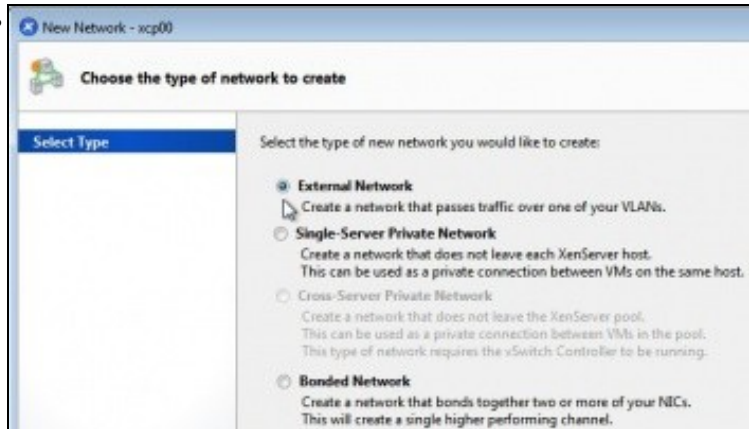 New Network - xcp00
Choose the type of network to create
Select Type
Select the type of new network you would like to create:
External Network
Create a network that passes traffic over one of your VLANs.
Single-Server Private Network
Create a network that does not leave each XenServer host.
This can be used as a private connection between VMs on the same host.
Cross-Server Private Network
Create a network that does not leave the XenServer pool.
This can be used as a private connection between VMs in the pool.
This type of network requires the vSwitch Controller to be running.
Bonded Network
Create a network that bonds together two or more of your NICs.
This will create a single higher performing channel.